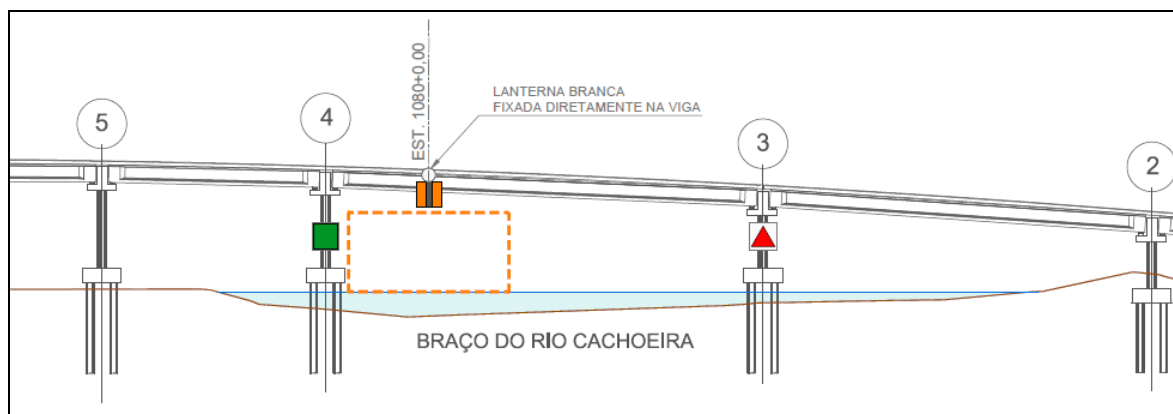 EST. 1080+0,00
LANTERNA BRANCA
FIXADA DIRETAMENTE NA VIGA
5
4
3
2
BRAÇO DO RIO CACHOEIRA